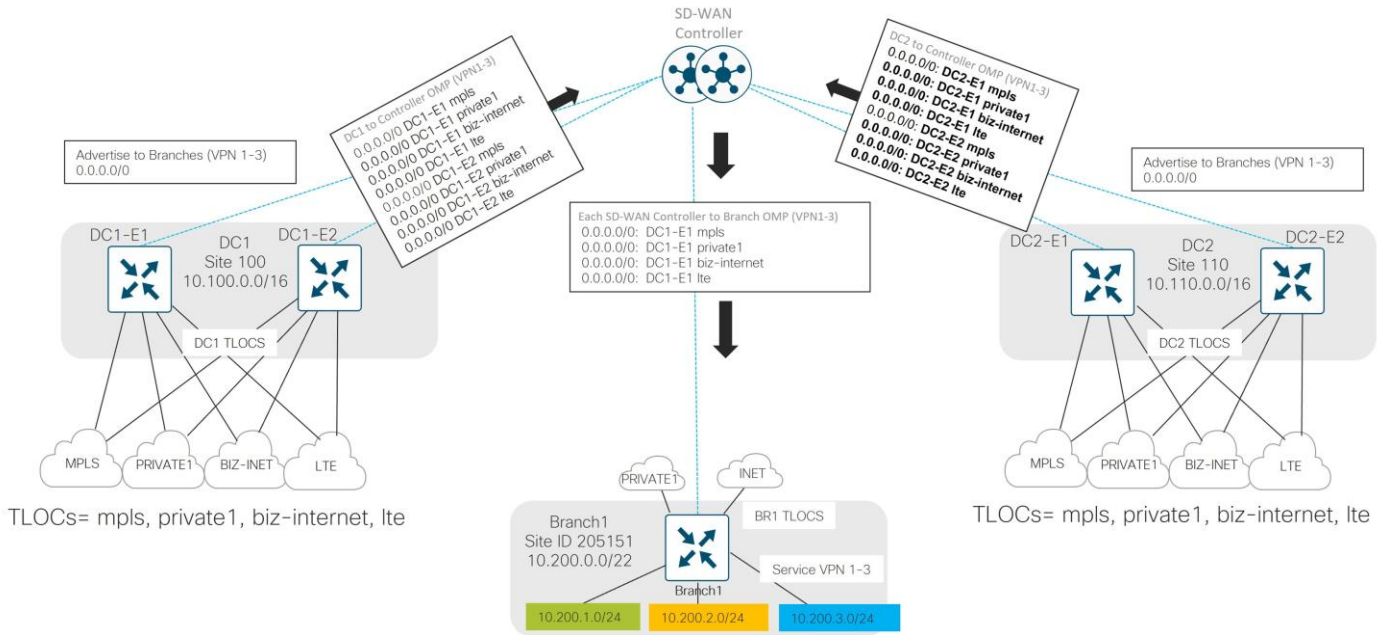 SD-WAN
Controller
DC1 to Controller OMP (VPN1-3)
0.0.0.0/0 DC1-E1 mpls
0.0.0.0/0 DC1-E1 private1
0.0.0.0/0 DC1-E1 biz-internet
0.0.0.0/0 DC1-E1 lte
0.0.0.0/0 DC1-E2 mpls
0.0.0.0/0 DC1-E2 private1
0.0.0.0/0 DC1-E2 biz-internet
0.0.0.0/0 DC1-E2 lte
DC2 to Controller OMP (VPN1-3)
0.0.0.0/0: DC2-E1 mpls
0.0.0.0/0: DC2-E1 private1
0.0.0.0/0: DC2-E1 biz-internet
0.0.0.0/0: DC2-E1 lte
0.0.0.0/0: DC2-E2 mpls
0.0.0.0/0: DC2-E2 private1
0.0.0.0/0: DC2-E2 biz-internet
0.0.0.0/0: DC2-E2 lte
Advertise to Branches (VPN 1-3)
0.0.0.0/0
Advertise to Branches (VPN 1-3)
0.0.0.0/0
Each SD-WAN Controller to Branch OMP (VPN1-3)
0.0.0.0/0: DC1-E1 mpls
0.0.0.0/0: DC1-E1 private1
0.0.0.0/0: DC1-E1 biz-internet
0.0.0.0/0: DC1-E1 lte
DC1-E1
DC1
Site 100
10.100.0.0/16
DC1-E2
DC1 TLOCS
MPLS
PRIVATE1
BIZ-INET
LTE
TLOCs= mpls, private1, biz-internet, lte
DC2-E1
DC2
Site 110
10.110.0.0/16
DC2-E2
DC2 TLOCS
MPLS
PRIVATE1
BIZ-INET
LTE
TLOCs= mpls, private1, biz-internet, lte
PRIVATE1
INET
BR1 TLOCS
Branch1
Site ID 205151
10.200.0.0/22
Service VPN 1-3
Branch1
10.200.1.0/24
10.200.2.0/24
10.200.3.0/24